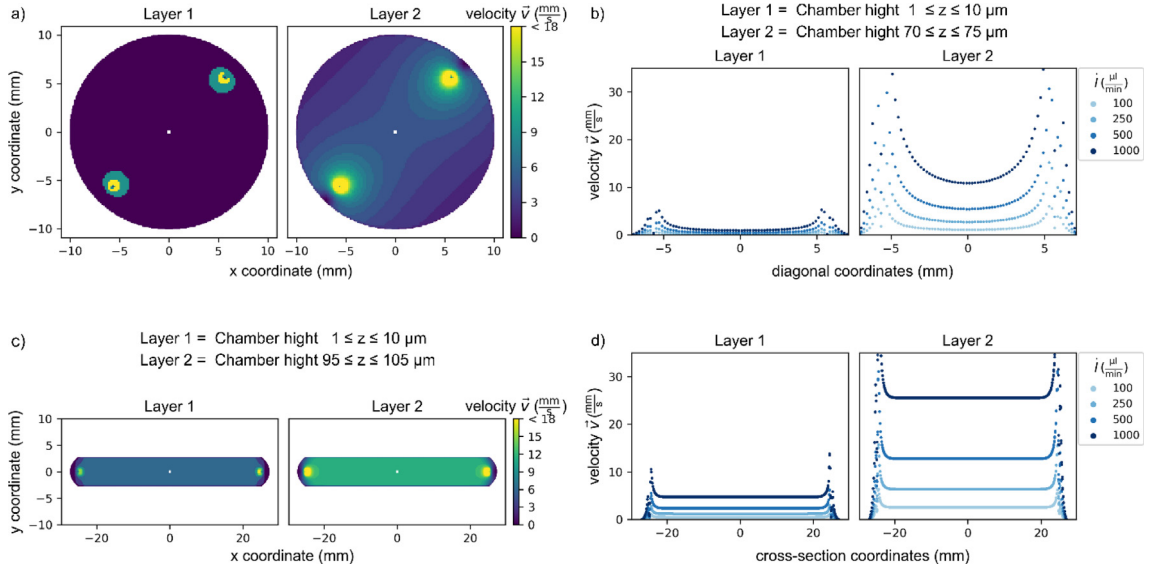 a)
Layer 1
Layer 2
velocity v⃗ (mm/s)
< 18
15
12
9
6
3
0
y coordinate (mm)
10
5
0
−5
−10
−10 −5 0 5 10
−10 −5 0 5 10
x coordinate (mm)
b)
Layer 1 = Chamber hight 1 ≤ z ≤ 10 µm
Layer 2 = Chamber hight 70 ≤ z ≤ 75 µm
Layer 1
Layer 2
velocity v⃗ (mm/s)
30
20
10
0
−5 0 5
−5 0 5
diagonal coordinates (mm)
i (µl/min)
100
250
500
1000
c)
Layer 1 = Chamber hight 1 ≤ z ≤ 10 µm
Layer 2 = Chamber hight 95 ≤ z ≤ 105 µm
Layer 1
Layer 2
velocity v⃗ (mm/s)
< 18
15
12
9
6
3
0
y coordinate (mm)
10
5
0
−5
−10
−20 0 20
−20 0 20
x coordinate (mm)
d)
Layer 1
Layer 2
velocity v⃗ (mm/s)
30
20
10
0
−20 0 20
−20 0 20
cross-section coordinates (mm)
i (µl/min)
100
250
500
1000